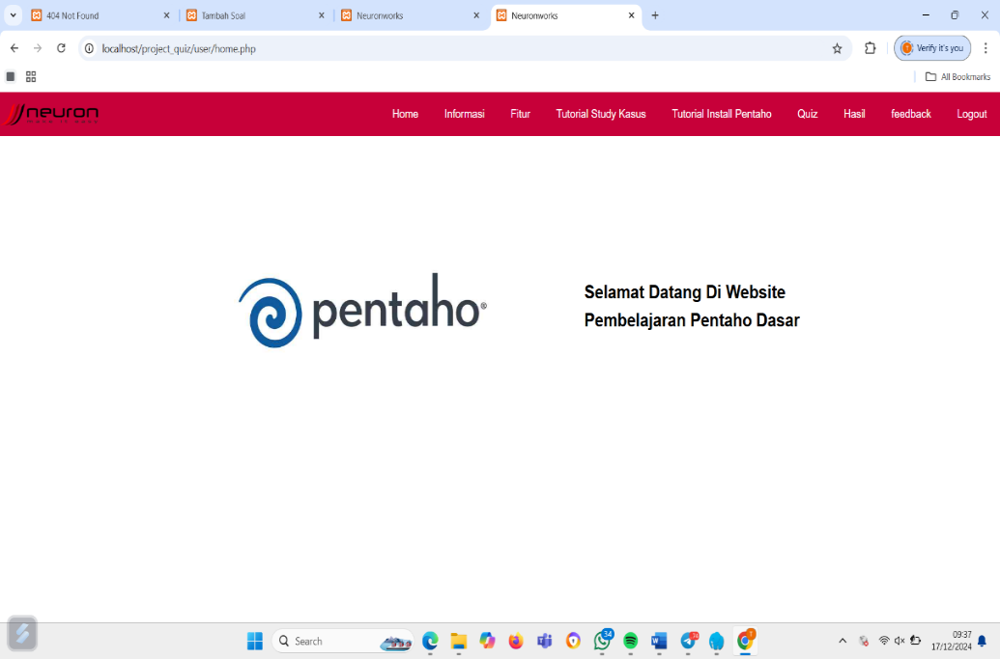 404 Not Found
Tambah Soal
Neuronworks
Neuronworks
localhost/project_quiz/user/home.php
Verify it's you
All Bookmarks
neuron
Home Informasi Fitur Tutorial Study Kasus Tutorial Install Pentaho Quiz Hasil feedback Logout
pentaho®
Selamat Datang Di Website
Pembelajaran Pentaho Dasar
Search
34
09:37
17/12/2024